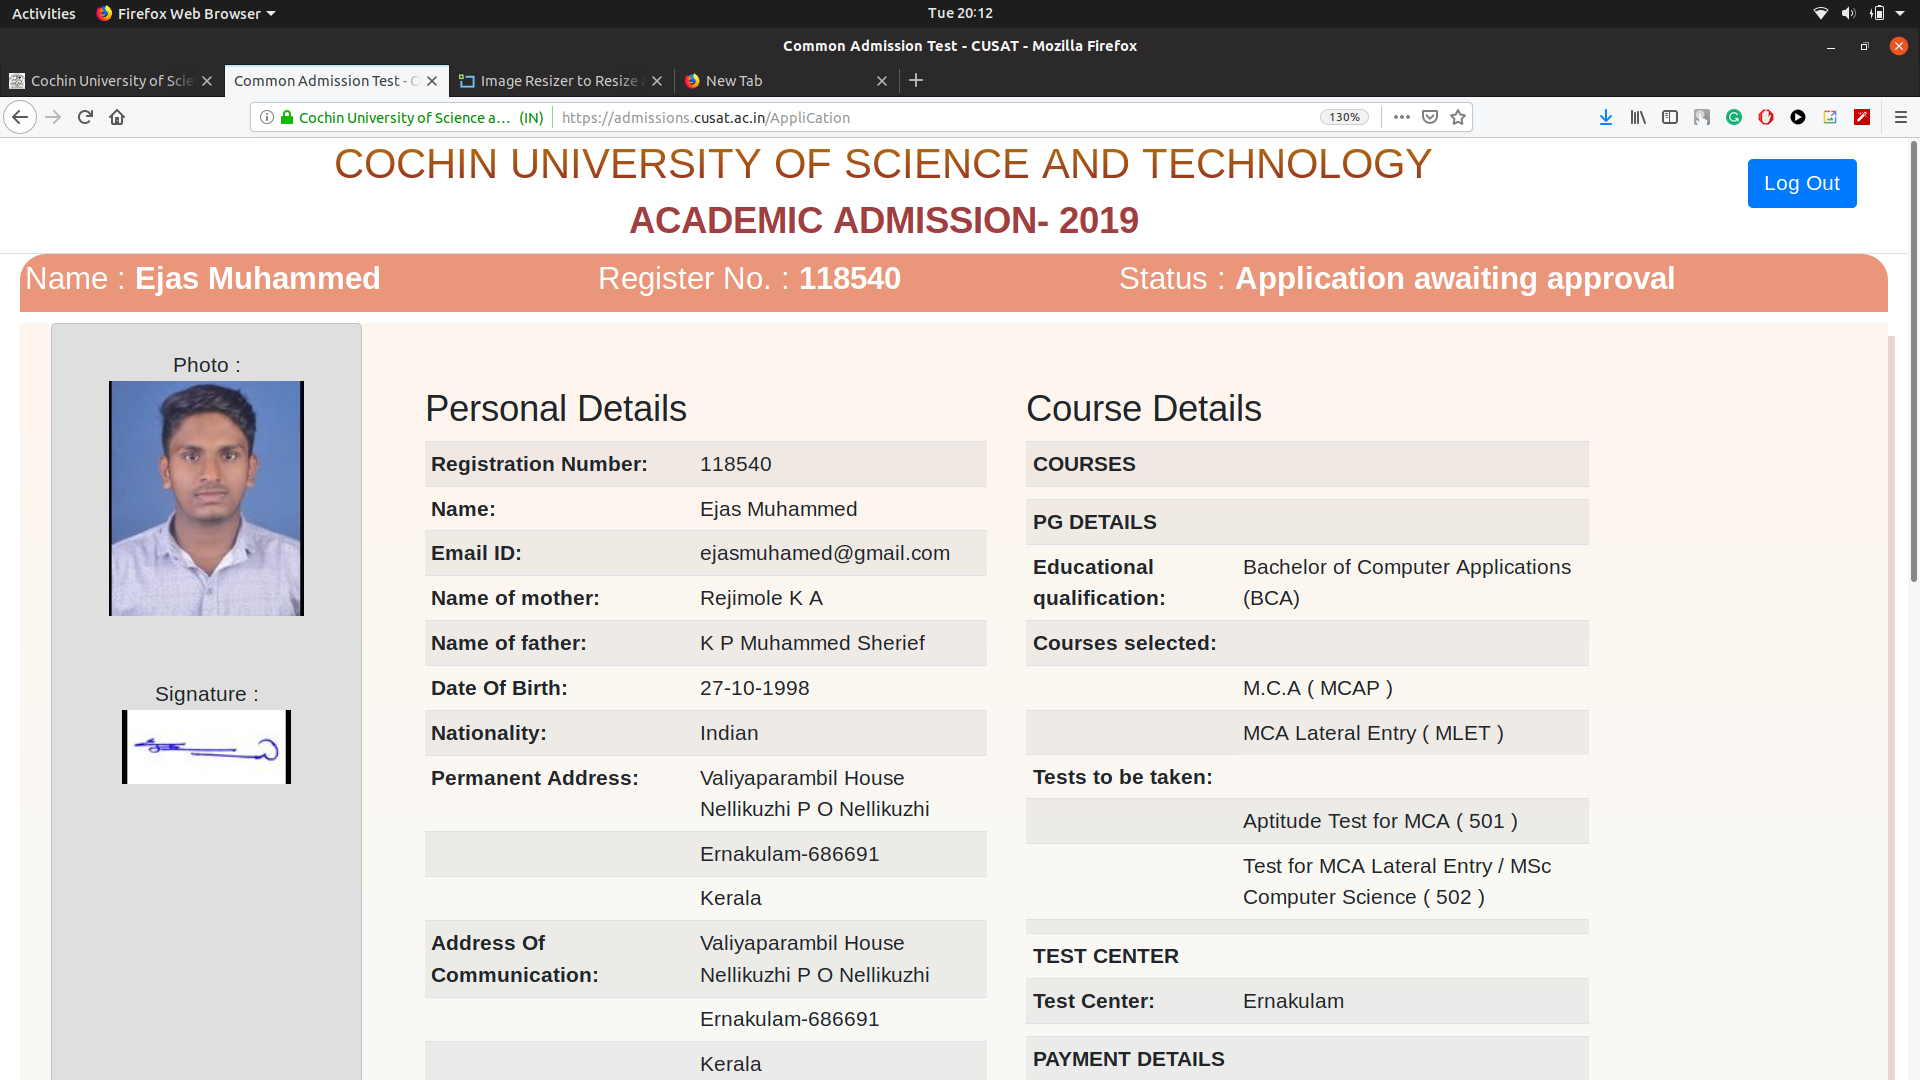 Activities Firefox Web Browser Tue 20:12
Common Admission Test - CUSAT - Mozilla Firefox
Cochin University of Scie Common Admission Test - C Image Resizer to Resize New Tab
Cochin University of Science a... (IN) https://admissions.cusat.ac.in/AppliCation 130%
COCHIN UNIVERSITY OF SCIENCE AND TECHNOLOGY
Log Out
ACADEMIC ADMISSION- 2019
Name : Ejas Muhammed Register No. : 118540 Status : Application awaiting approval
Photo :
Signature :
Personal Details
Registration Number: 118540
Name: Ejas Muhammed
Email ID: ejasmuhamed@gmail.com
Name of mother: Rejimole K A
Name of father: K P Muhammed Sherief
Date Of Birth: 27-10-1998
Nationality: Indian
Permanent Address: Valiyaparambil House
Nellikuzhi P O Nellikuzhi
Ernakulam-686691
Kerala
Address Of Valiyaparambil House
Communication: Nellikuzhi P O Nellikuzhi
Ernakulam-686691
Kerala
Course Details
COURSES
PG DETAILS
Educational Bachelor of Computer Applications
qualification: (BCA)
Courses selected:
M.C.A ( MCAP )
MCA Lateral Entry ( MLET )
Tests to be taken:
Aptitude Test for MCA ( 501 )
Test for MCA Lateral Entry / MSc
Computer Science ( 502 )
TEST CENTER
Test Center: Ernakulam
PAYMENT DETAILS